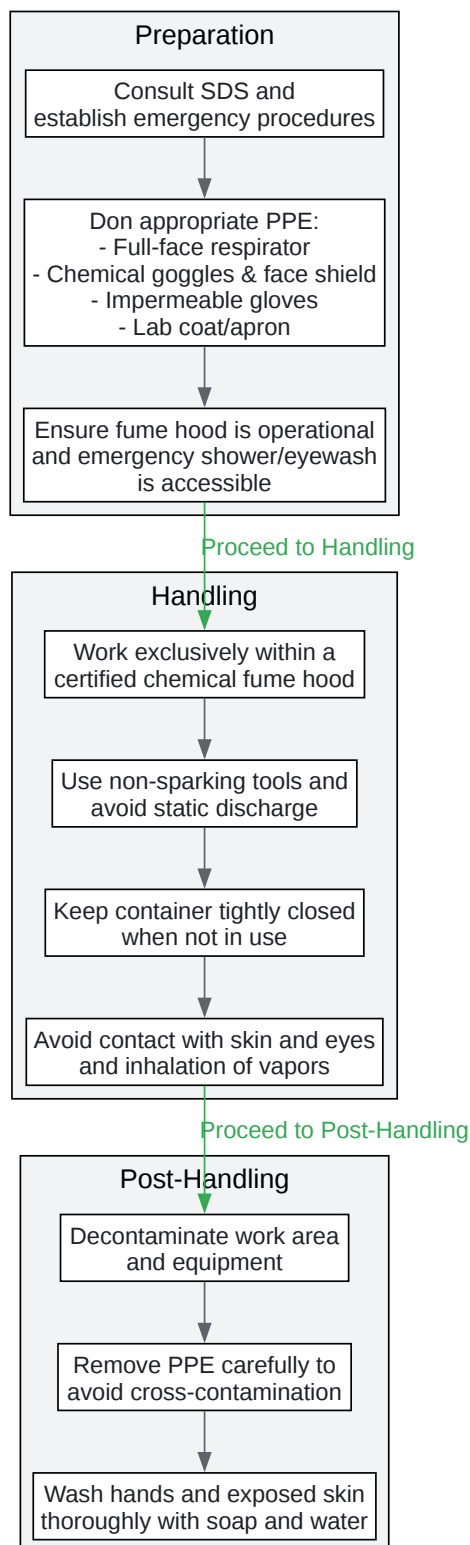 Preparation
Consult SDS and
establish emergency procedures
Don appropriate PPE:
- Full-face respirator
- Chemical goggles & face shield
- Impermeable gloves
- Lab coat/apron
Ensure fume hood is operational
and emergency shower/eyewash
is accessible
Proceed to Handling
Handling
Work exclusively within a
certified chemical fume hood
Use non-sparking tools and
avoid static discharge
Keep container tightly closed
when not in use
Avoid contact with skin and eyes
and inhalation of vapors
Proceed to Post-Handling
Post-Handling
Decontaminate work area
and equipment
Remove PPE carefully to
avoid cross-contamination
Wash hands and exposed skin
thoroughly with soap and water